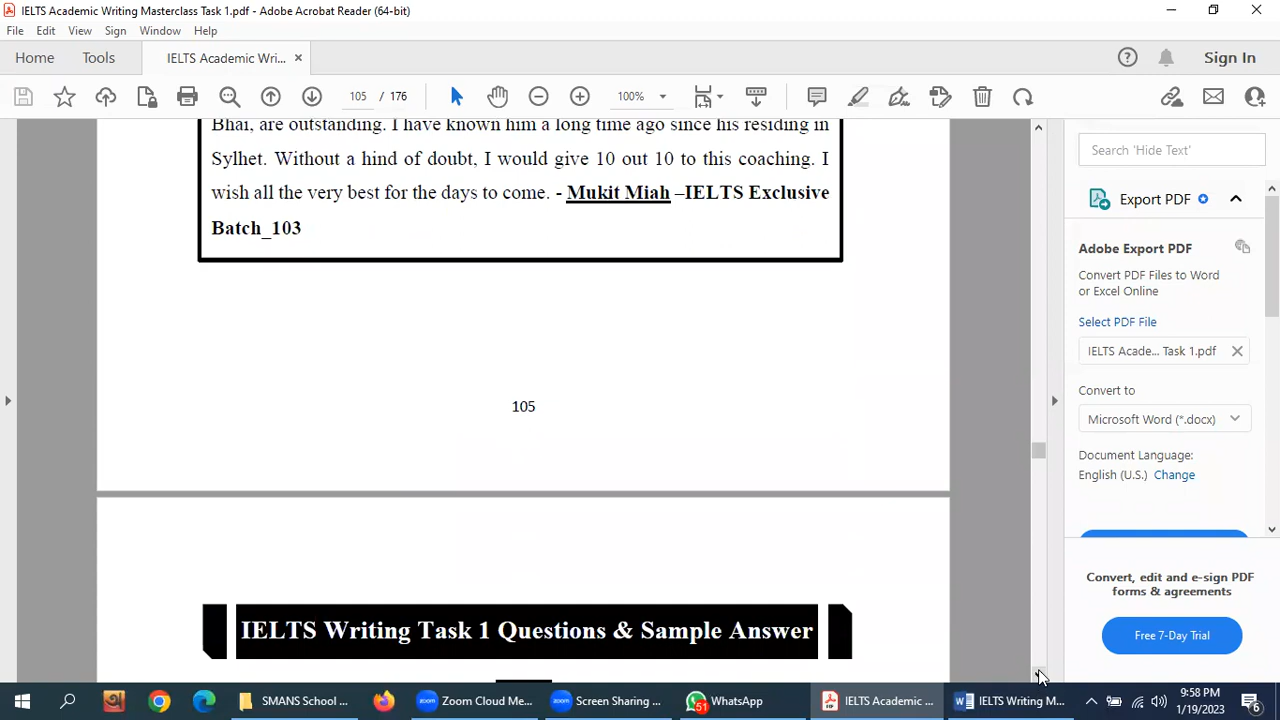 IELTS Academic Writing Masterclass Task 1.pdf - Adobe Acrobat Reader (64-bit)
File Edit View Sign Window Help
Home Tools IELTS Academic Wri... Sign In
105 / 176 100%
Bhai, are outstanding. I have known him a long time ago since his residing in
Sylhet. Without a hind of doubt, I would give 10 out 10 to this coaching. I
wish all the very best for the days to come. - Mukit Miah –IELTS Exclusive
Batch_103
105
IELTS Writing Task 1 Questions & Sample Answer
Search 'Hide Text'
Export PDF
Adobe Export PDF
Convert PDF Files to Word
or Excel Online
Select PDF File
IELTS Acade... Task 1.pdf
Convert to
Microsoft Word (*.docx)
Document Language:
English (U.S.) Change
Convert, edit and e-sign PDF
forms & agreements
Free 7-Day Trial
SMANS School ... Zoom Cloud Me... Screen Sharing ... 51 WhatsApp IELTS Academic ... IELTS Writing M... 9:58 PM
1/19/2023 6